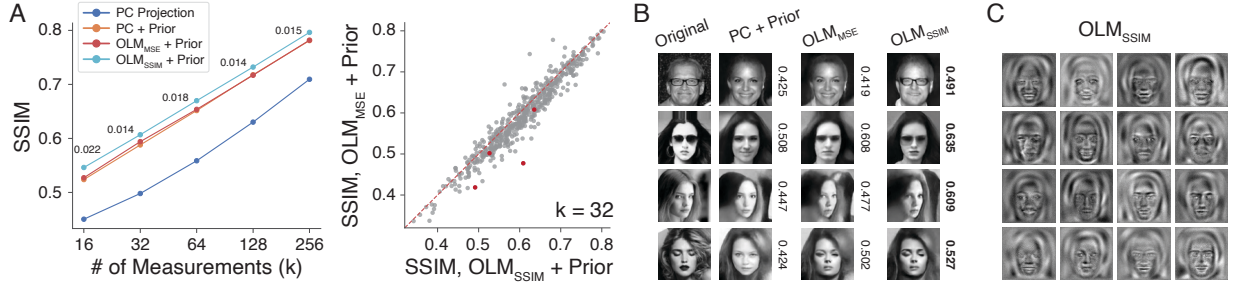 A
PC Projection
PC + Prior
OLM_MSE + Prior
OLM_SSIM + Prior
0.8
0.7
0.6
0.5
SSIM
0.022
0.014
0.018
0.014
0.015
16 32 64 128 256
# of Measurements (k)
SSIM, OLM_MSE + Prior
0.8
0.7
0.6
0.5
0.4
k = 32
0.4 0.5 0.6 0.7 0.8
SSIM, OLM_SSIM + Prior
B
Original PC + Prior OLM_MSE OLM_SSIM
0.425 0.419 0.491
0.508 0.608 0.635
0.447 0.477 0.609
0.424 0.502 0.527
C
OLM_SSIM